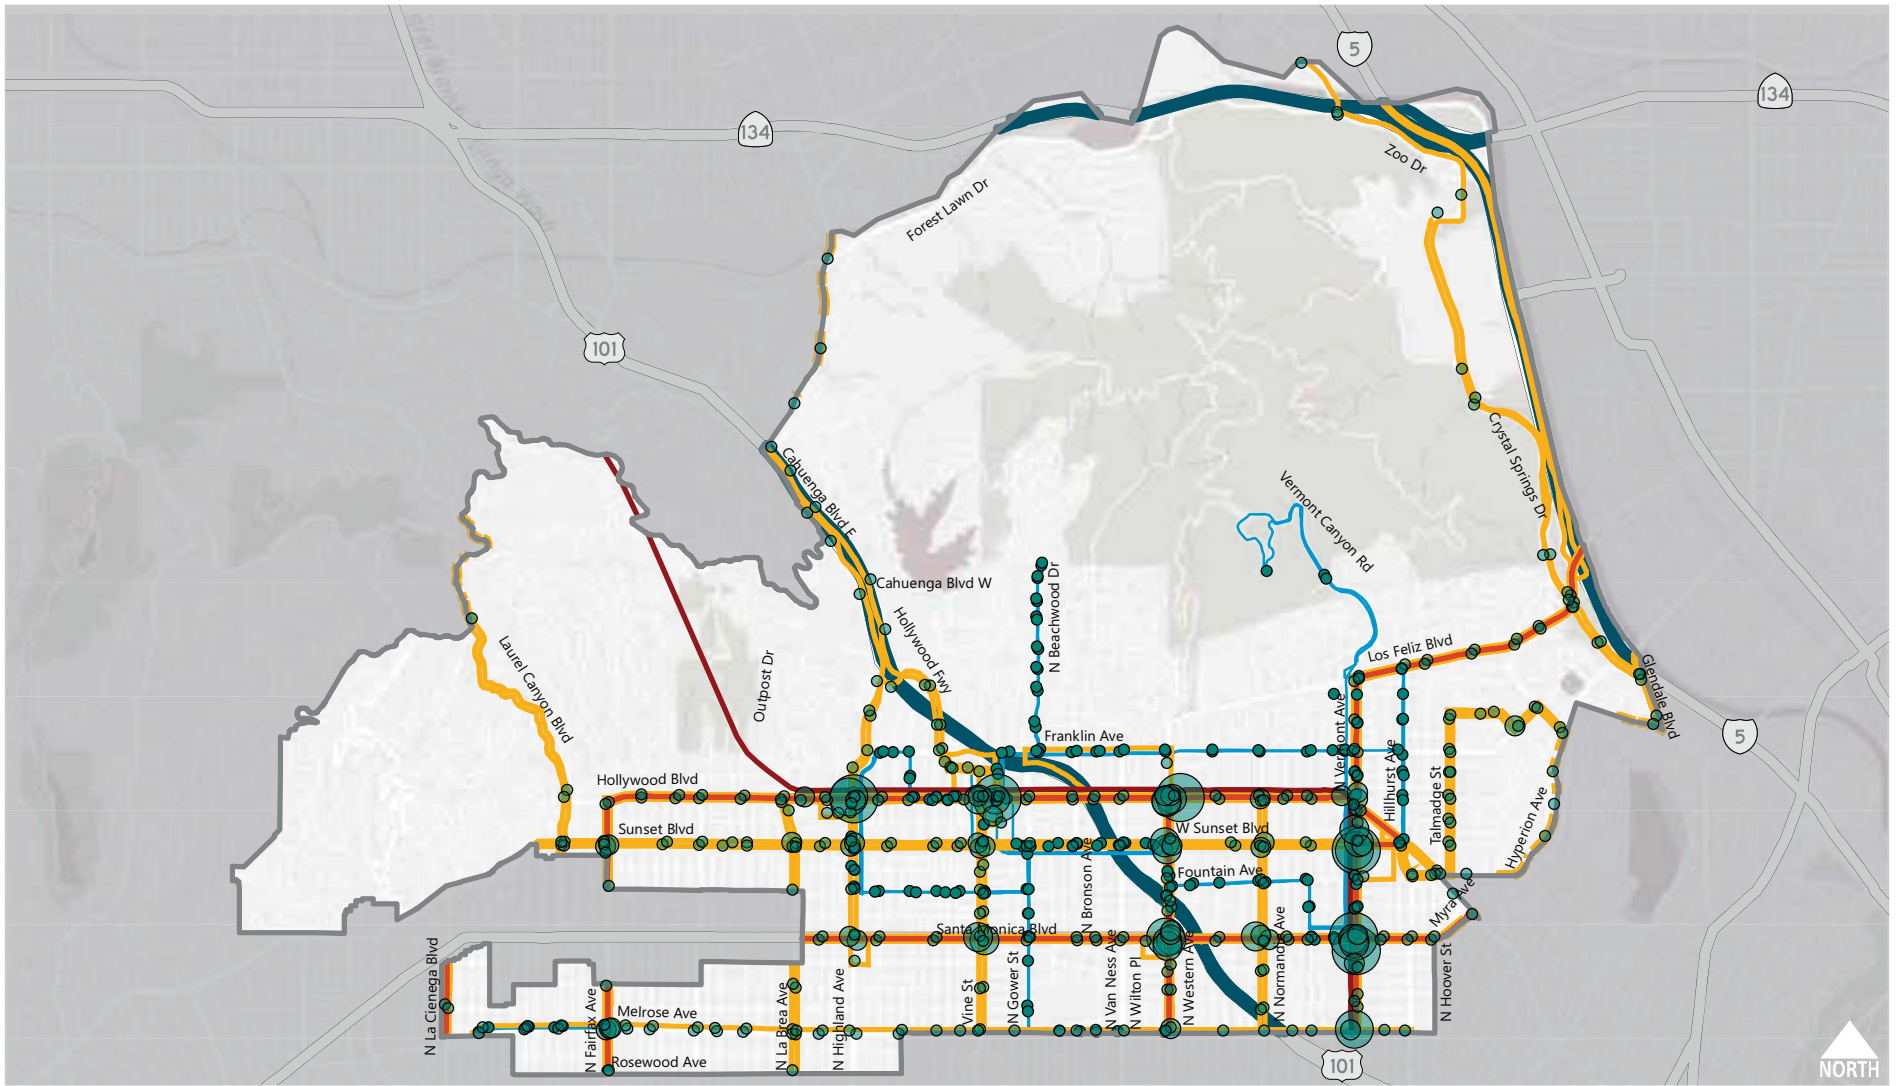 5
134
134
Zoo Dr
Forest Lawn Dr
101
Crystal Springs Dr
Cahuenga Blvd E
Vermont Canyon Rd
Cahuenga Blvd W
N Beachwood Dr
Hollywood Fwy
Laurel Canyon Blvd
Outpost Dr
Los Feliz Blvd
Glendale Blvd
N Vermont Ave
Franklin Ave
5
Hillhurst Ave
Talmadge St
Hyperion Ave
Hollywood Blvd
Sunset Blvd
W Sunset Blvd
N Bronson Ave
Fountain Ave
Myra Ave
Santa Monica Blvd
N La Cienega Blvd
N Fairfax Ave
Melrose Ave
Rosewood Ave
N La Brea Ave
N Highland Ave
Vine St
N Gower St
N Van Ness Ave
N Wilton Pl
N Western Ave
N Normandie Ave
N Hoover St
101
NORTH